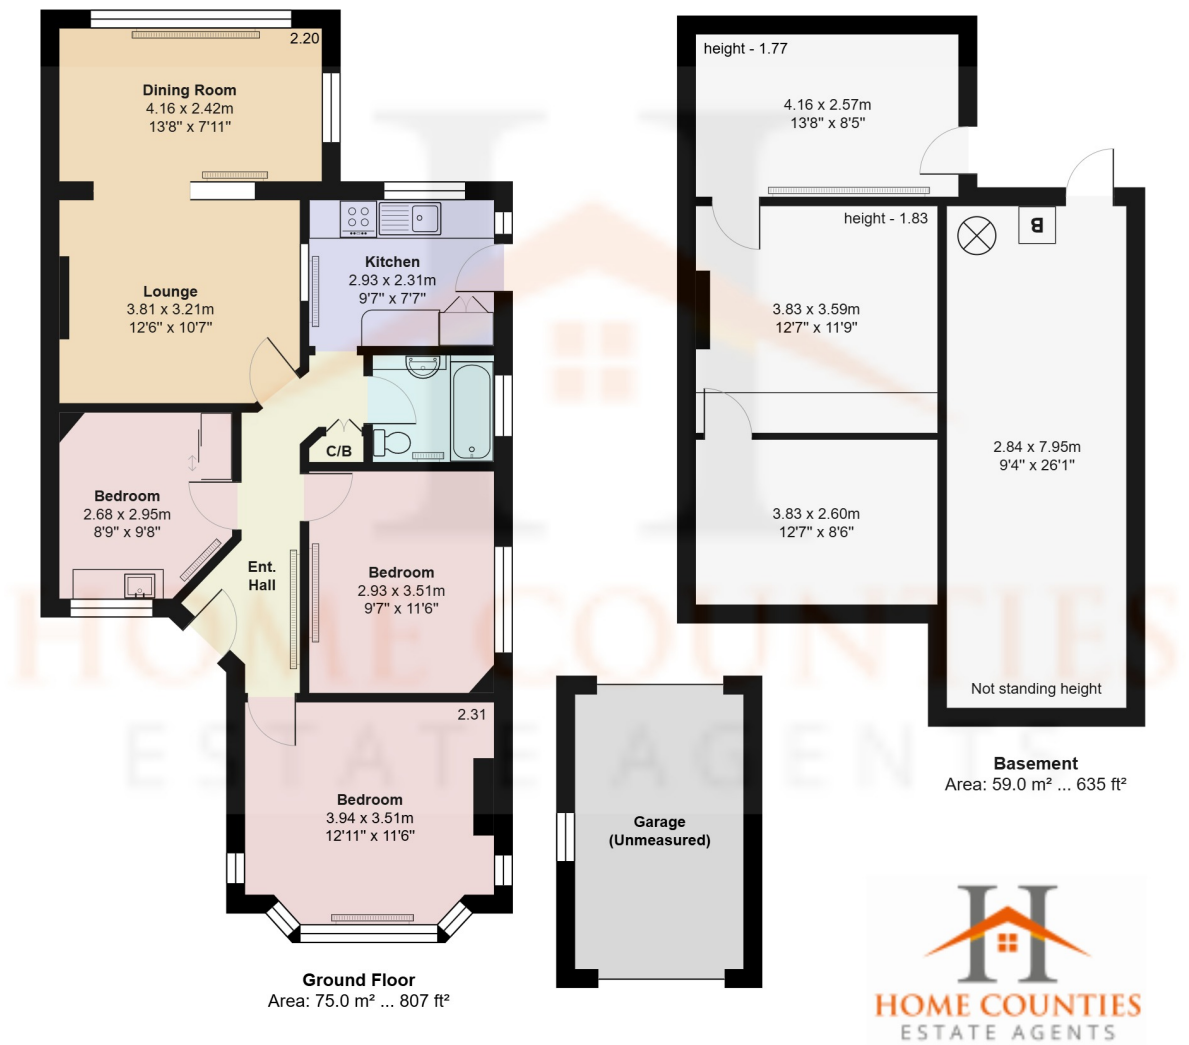 2.20
Dining Room
4.16 x 2.42m
13'8" x 7'11"
Kitchen
2.93 x 2.31m
9'7" x 7'7"
Lounge
3.81 x 3.21m
12'6" x 10'7"
C/B
Bedroom
2.68 x 2.95m
8'9" x 9'8"
Ent.
Hall
Bedroom
2.93 x 3.51m
9'7" x 11'6"
2.31
Bedroom
3.94 x 3.51m
12'11" x 11'6"
Ground Floor
Area: 75.0 m² ... 807 ft²
height - 1.77
4.16 x 2.57m
13'8" x 8'5"
height - 1.83
B
3.83 x 3.59m
12'7" x 11'9"
2.84 x 7.95m
9'4" x 26'1"
3.83 x 2.60m
12'7" x 8'6"
Not standing height
Basement
Area: 59.0 m² ... 635 ft²
Garage
(Unmeasured)
HOME COUNTIES
ESTATE AGENTS
H
HOME COUNTIES
ESTATE AGENTS